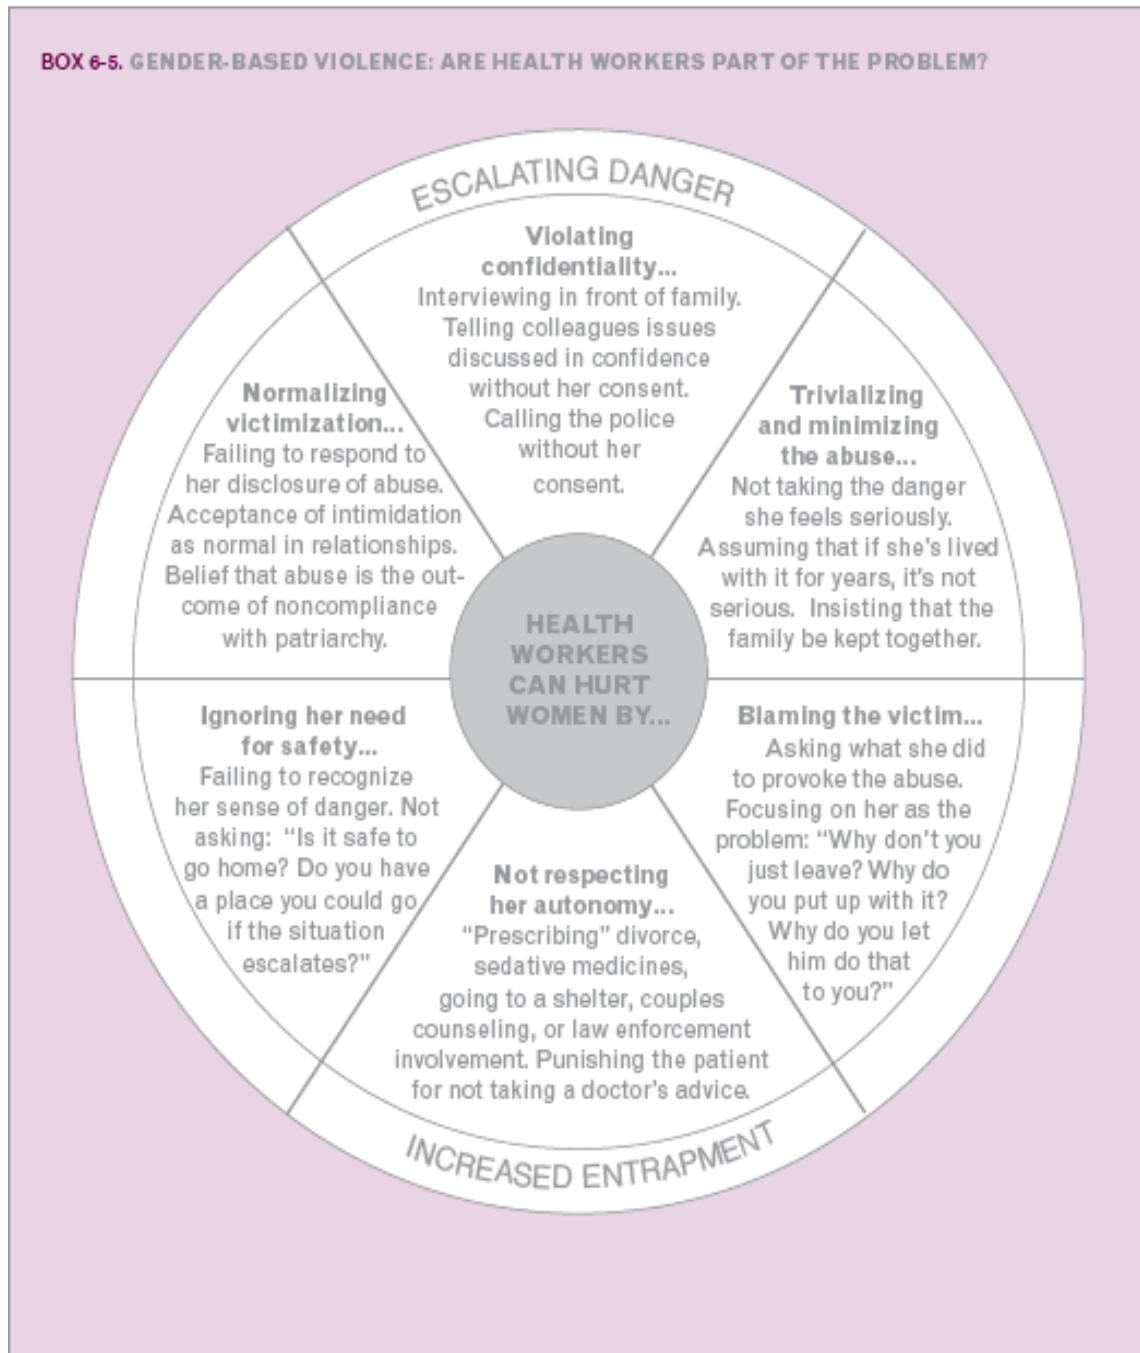 BOX 6-5. GENDER-BASED VIOLENCE: ARE HEALTH WORKERS PART OF THE PROBLEM?
ESCALATING DANGER
Violating
confidentiality...
Interviewing in front of family.
Telling colleagues issues
discussed in confidence
without her consent.
Calling the police
without her
consent.
Trivializing
and minimizing
the abuse...
Not taking the danger
she feels seriously.
Assuming that if she's lived
with it for years, it's not
serious.  Insisting that the
family be kept together.
Blaming the victim...
Asking what she did
to provoke the abuse.
Focusing on her as the
problem: “Why don't you
just leave? Why do
you put up with it?
Why do you let
him do that
to you?”
Not respecting
her autonomy...
“Prescribing” divorce,
sedative medicines,
going to a shelter, couples
counseling, or law enforcement
involvement. Punishing the patient
for not taking a doctor's advice.
Ignoring her need
for safety...
Failing to recognize
her sense of danger. Not
asking:  “Is it safe to
go home? Do you have
a place you could go
if the situation
escalates?”
Normalizing
victimization...
Failing to respond to
her disclosure of abuse.
Acceptance of intimidation
as normal in relationships.
Belief that abuse is the out-
come of noncompliance
with patriarchy.
HEALTH
WORKERS
CAN HURT
WOMEN BY...
INCREASED ENTRAPMENT